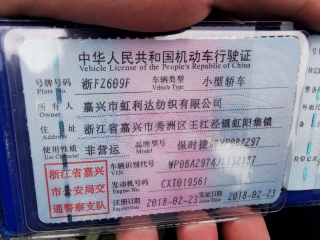 中华人民共和国机动车行驶证
Vehicle License of the People's Republic of China
号牌号码 浙FZ609F 车辆类型 小型轿车
Plate No. Vehicle Type
所有人 嘉兴市虹利达纺织有限公司
Owner
住址 浙江省嘉兴市秀洲区王江泾镇虹阳集镇
Address
使用性质 非营运 品牌型号 保时捷
Use Character Model
浙江省嘉兴市公安局交通警察支队
车辆识别代号
VIN
发动机号码 CXT019561
Engine No.
注册日期 2018-02-23 发证日期 2018-02-23
Register Date Issue Date